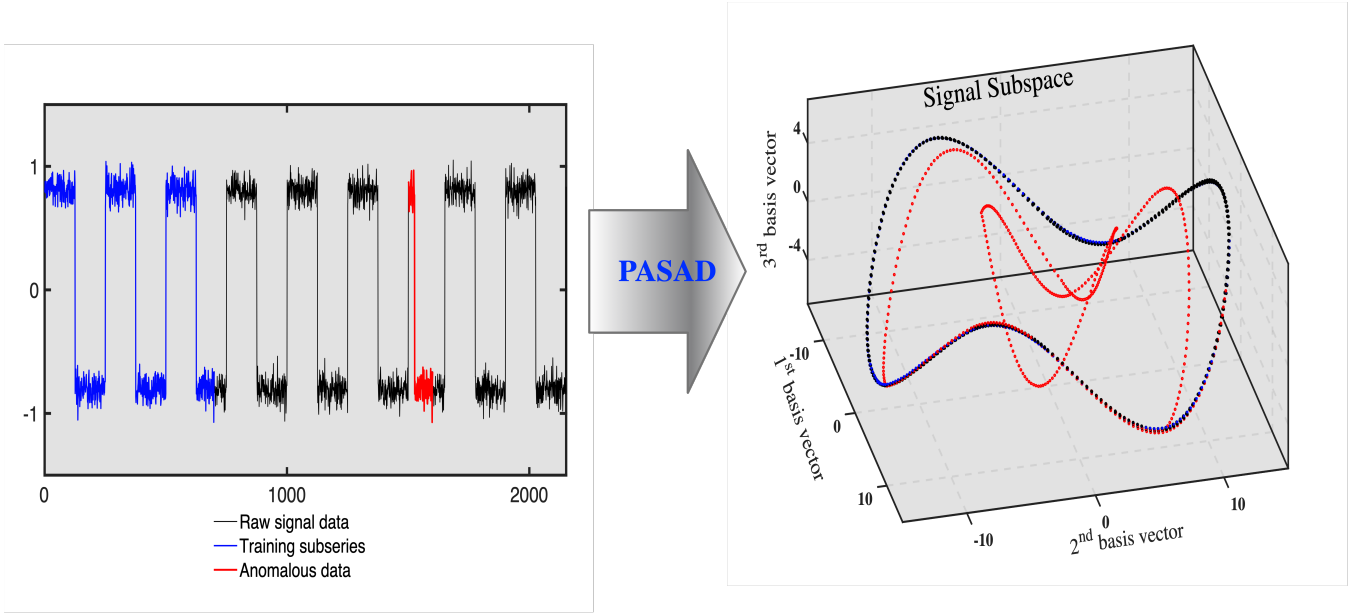 1
0
-1
0
1000
2000
Raw signal data
Training subseries
Anomalous data
PASAD
Signal Subspace
4
0
-4
3rd basis vector
-10
0
10
1st basis vector
-10
0
10
2nd basis vector